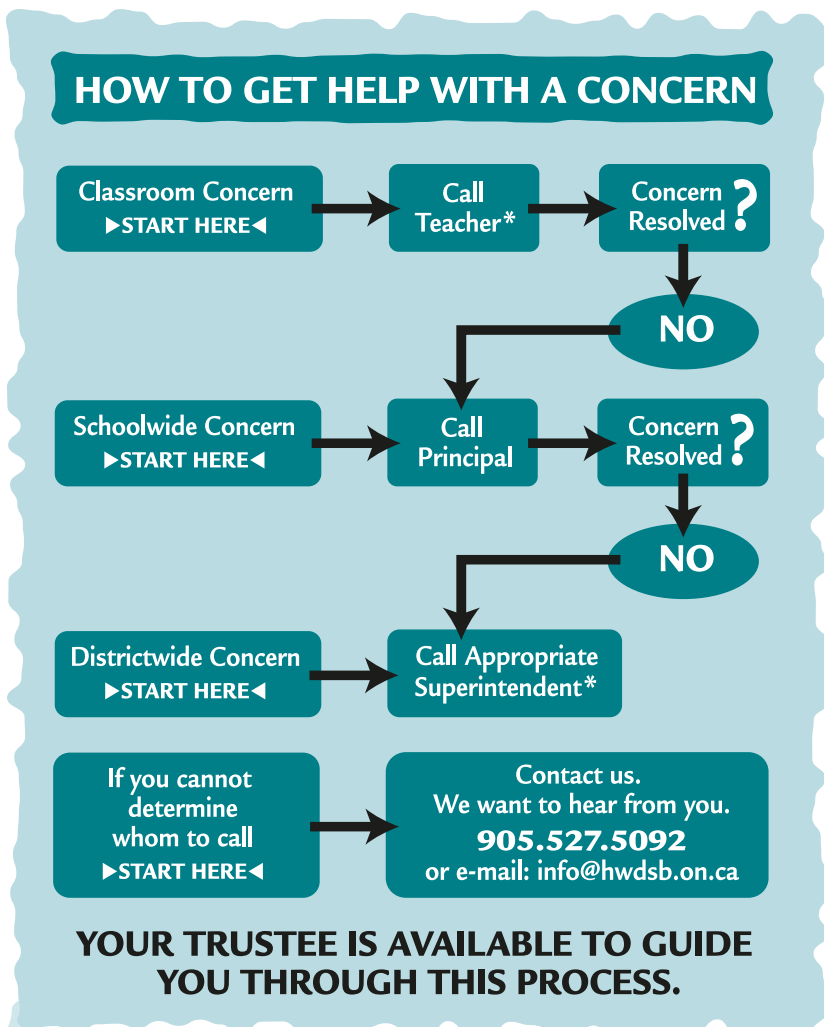 HOW TO GET HELP WITH A CONCERN
Classroom Concern
▶START HERE◀
Call
Teacher*
Concern
Resolved ?
NO
Schoolwide Concern
▶START HERE◀
Call
Principal
Concern
Resolved ?
NO
Districtwide Concern
▶START HERE◀
Call Appropriate
Superintendent*
If you cannot
determine
whom to call
▶START HERE◀
Contact us.
We want to hear from you.
905.527.5092
or e-mail: info@hwdsb.on.ca
YOUR TRUSTEE IS AVAILABLE TO GUIDE
YOU THROUGH THIS PROCESS.